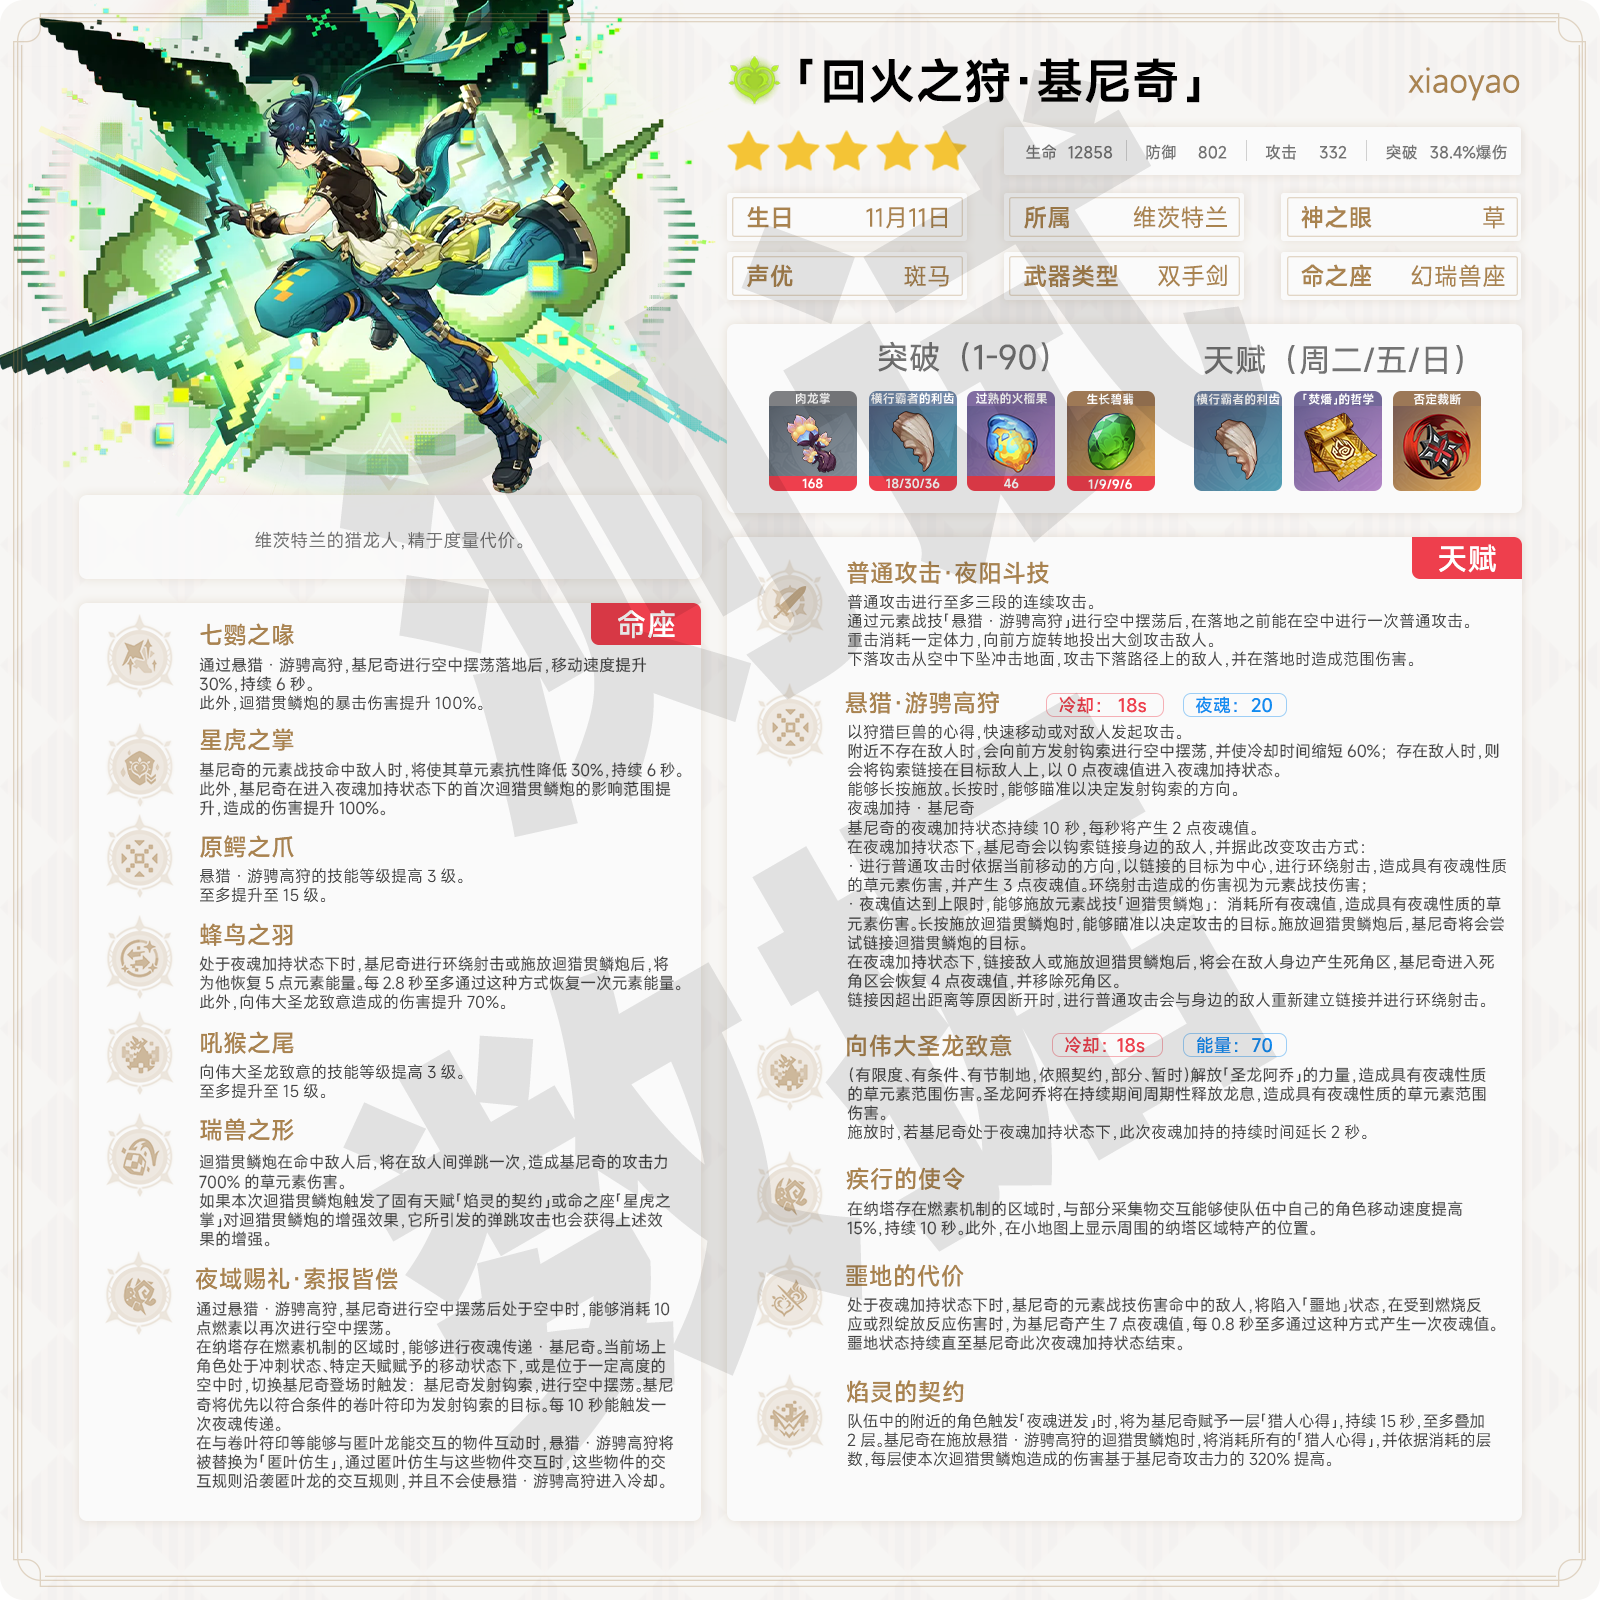 「回火之狩·基尼奇」
xiaoyao
生命 12858 防御 802 攻击 332 突破 38.4%爆伤
生日 11月11日
所属 维茨特兰
神之眼 草
声优 斑马
武器类型 双手剑
命之座 幻瑞兽座
突破（1-90）
天赋（周二/五/日）
肉龙掌
横行霸者的利齿
过熟的火榴果
生长碧翡
横行霸者的利齿
「焚燔」的哲学
否定裁断
168
18/30/36
46
1/9/9/6
维茨特兰的猎龙人,精于度量代价。
命座
七鹦之喙
通过悬猎·游骋高狩,基尼奇进行空中摆荡落地后,移动速度提升
30%,持续 6 秒。
此外,迴猎贯鳞炮的暴击伤害提升 100%。
星虎之掌
基尼奇的元素战技命中敌人时,将使其草元素抗性降低 30%,持续 6 秒。
此外,基尼奇在进入夜魂加持状态下的首次迴猎贯鳞炮的影响范围提
升,造成的伤害提升 100%。
原鳄之爪
悬猎·游骋高狩的技能等级提高 3 级。
至多提升至 15 级。
蜂鸟之羽
处于夜魂加持状态下时,基尼奇进行环绕射击或施放迴猎贯鳞炮后,将
为他恢复 5 点元素能量。每 2.8 秒至多通过这种方式恢复一次元素能量。
此外,向伟大圣龙致意造成的伤害提升 70%。
吼猴之尾
向伟大圣龙致意的技能等级提高 3 级。
至多提升至 15 级。
瑞兽之形
迴猎贯鳞炮在命中敌人后,将在敌人间弹跳一次,造成基尼奇的攻击力
700% 的草元素伤害。
如果本次迴猎贯鳞炮触发了固有天赋「焰灵的契约」或命之座「星虎之
掌」对迴猎贯鳞炮的增强效果,它所引发的弹跳攻击也会获得上述效
果的增强。
夜域赐礼·索报皆偿
通过悬猎·游骋高狩,基尼奇进行空中摆荡后处于空中时,能够消耗 10
点燃素以再次进行空中摆荡。
在纳塔存在燃素机制的区域时,能够进行夜魂传递·基尼奇。当前场上
角色处于冲刺状态、特定天赋赋予的移动状态下,或是位于一定高度的
空中时,切换基尼奇登场时触发：基尼奇发射钩索,进行空中摆荡。基尼
奇将优先以符合条件的卷叶符印为发射钩索的目标。每 10 秒能触发一
次夜魂传递。
在与卷叶符印等能够与匿叶龙能交互的物件互动时,悬猎·游骋高狩将
被替换为「匿叶仿生」,通过匿叶仿生与这些物件交互时,这些物件的交
互规则沿袭匿叶龙的交互规则,并且不会使悬猎·游骋高狩进入冷却。
天赋
普通攻击·夜阳斗技
普通攻击进行至多三段的连续攻击。
通过元素战技「悬猎·游骋高狩」进行空中摆荡后,在落地之前能在空中进行一次普通攻击。
重击消耗一定体力,向前方旋转地投出大剑攻击敌人。
下落攻击从空中下坠冲击地面,攻击下落路径上的敌人,并在落地时造成范围伤害。
悬猎·游骋高狩 冷却：18s 夜魂：20
以狩猎巨兽的心得,快速移动或对敌人发起攻击。
附近不存在敌人时,会向前方发射钩索进行空中摆荡,并使冷却时间缩短 60%；存在敌人时,则
会将钩索链接在目标敌人上,以 0 点夜魂值进入夜魂加持状态。
能够长按施放。长按时,能够瞄准以决定发射钩索的方向。
夜魂加持·基尼奇
基尼奇的夜魂加持状态持续 10 秒,每秒将产生 2 点夜魂值。
在夜魂加持状态下,基尼奇会以钩索链接身边的敌人,并据此改变攻击方式：
·进行普通攻击时依据当前移动的方向,以链接的目标为中心,进行环绕射击,造成具有夜魂性质
的草元素伤害,并产生 3 点夜魂值。环绕射击造成的伤害视为元素战技伤害；
·夜魂值达到上限时,能够施放元素战技「迴猎贯鳞炮」：消耗所有夜魂值,造成具有夜魂性质的草
元素伤害。长按施放迴猎贯鳞炮时,能够瞄准以决定攻击的目标。施放迴猎贯鳞炮后,基尼奇将会尝
试链接迴猎贯鳞炮的目标。
在夜魂加持状态下,链接敌人或施放迴猎贯鳞炮后,将会在敌人身边产生死角区,基尼奇进入死
角区会恢复 4 点夜魂值,并移除死角区。
链接因超出距离等原因断开时,进行普通攻击会与身边的敌人重新建立链接并进行环绕射击。
向伟大圣龙致意 冷却：18s 能量：70
(有限度、有条件、有节制地,依照契约,部分、暂时)解放「圣龙阿乔」的力量,造成具有夜魂性质
的草元素范围伤害。圣龙阿乔将在持续期间周期性释放龙息,造成具有夜魂性质的草元素范围
伤害。
施放时,若基尼奇处于夜魂加持状态下,此次夜魂加持的持续时间延长 2 秒。
疾行的使令
在纳塔存在燃素机制的区域时,与部分采集物交互能够使队伍中自己的角色移动速度提高
15%,持续 10 秒。此外,在小地图上显示周围的纳塔区域特产的位置。
噩地的代价
处于夜魂加持状态下时,基尼奇的元素战技伤害命中的敌人,将陷入「噩地」状态,在受到燃烧反
应或烈绽放反应伤害时,为基尼奇产生 7 点夜魂值,每 0.8 秒至多通过这种方式产生一次夜魂值。
噩地状态持续直至基尼奇此次夜魂加持状态结束。
焰灵的契约
队伍中的附近的角色触发「夜魂迸发」时,将为基尼奇赋予一层「猎人心得」,持续 15 秒,至多叠加
2 层。基尼奇在施放悬猎·游骋高狩的迴猎贯鳞炮时,将消耗所有的「猎人心得」,并依据消耗的层
数,每层使本次迴猎贯鳞炮造成的伤害基于基尼奇攻击力的 320% 提高。
测试
数据